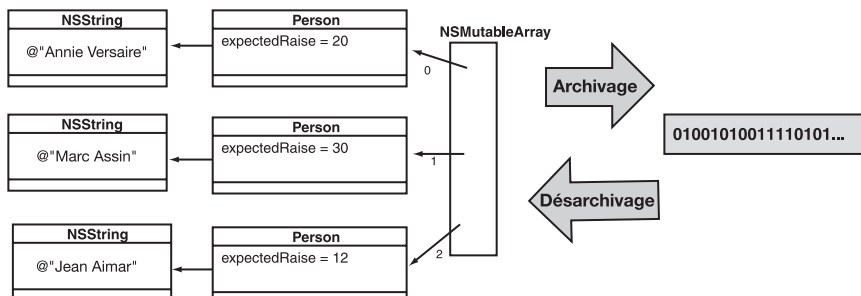 NSString
@"Annie Versaire"
Person
expectedRaise = 20
NSMutableArray
0
Archivage
01001010011110101...
NSString
@"Marc Assin"
Person
expectedRaise = 30
1
Désarchivage
NSString
@"Jean Aimar"
Person
expectedRaise = 12
2